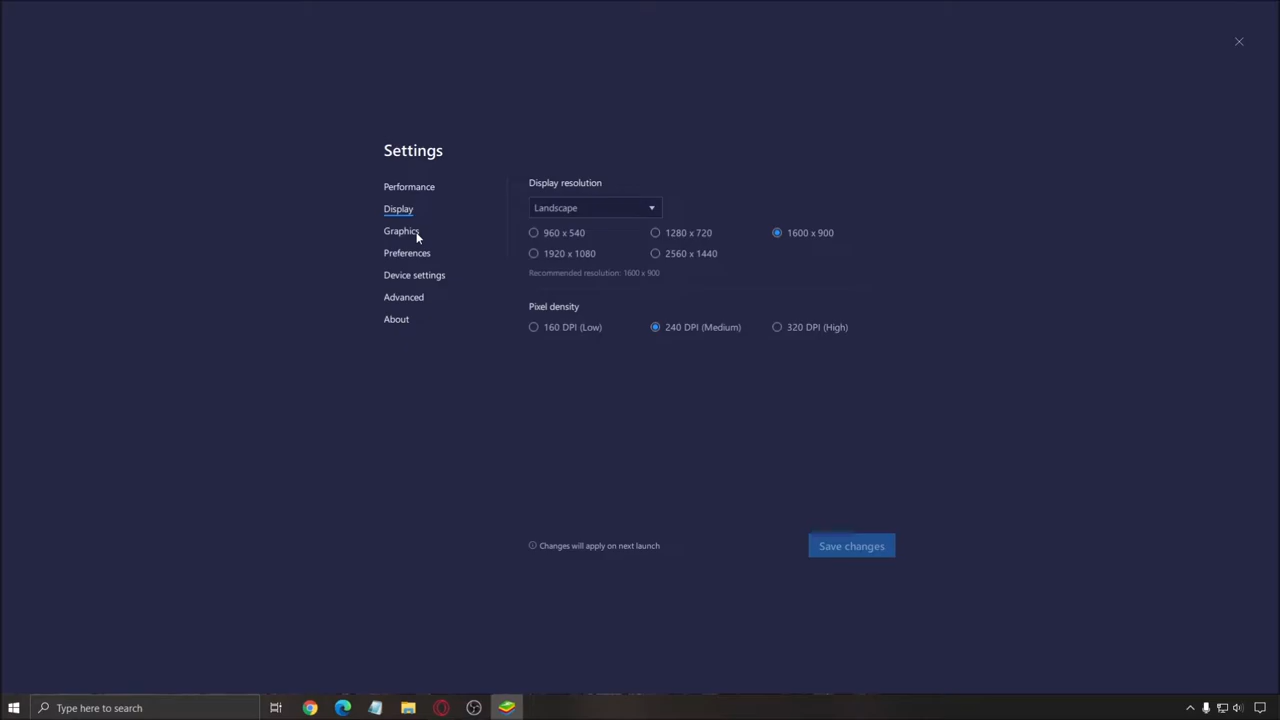 Settings
Performance
Display
Graphics
Preferences
Device settings
Advanced
About
Display resolution
Landscape
960 x 540
1280 x 720
1600 x 900
1920 x 1080
2560 x 1440
Recommended resolution: 1600 x 900
Pixel density
160 DPI (Low)
240 DPI (Medium)
320 DPI (High)
Changes will apply on next launch
Save changes
Type here to search